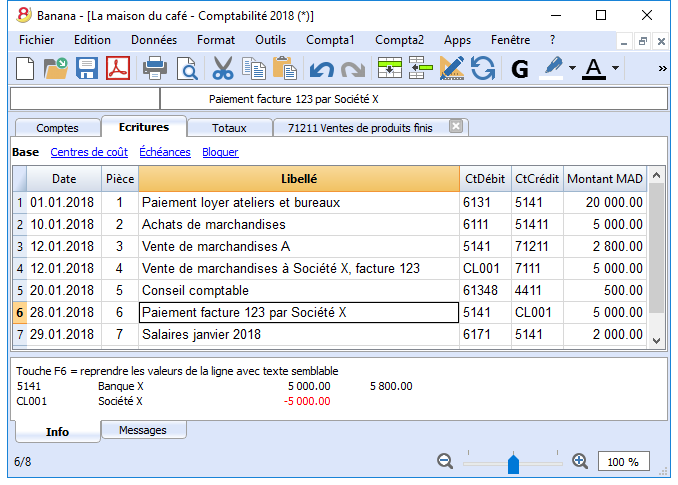 Banana - [La maison du café - Comptabilité 2018 (*)]
Fichier Edition Données Format Outils Compta1 Compta2 Apps Fenêtre ?
G A »
Paiement facture 123 par Société X
Comptes Ecritures Totaux 71211 Ventes de produits finis
Base Centres de coût Échéances Bloquer
Date Pièce Libellé CtDébit CtCrédit Montant MAD
1 01.01.2018 1 Paiement loyer ateliers et bureaux 6131 5141 20 000.00
2 10.01.2018 2 Achats de marchandises 6111 51411 5 000.00
3 12.01.2018 3 Vente de marchandises A 5141 71211 2 800.00
4 12.01.2018 4 Vente de marchandises à Société X, facture 123 CL001 7111 5 000.00
5 20.01.2018 5 Conseil comptable 61348 4411 500.00
6 28.01.2018 6 Paiement facture 123 par Société X 5141 CL001 5 000.00
7 29.01.2018 7 Salaires janvier 2018 6171 5141 2 000.00
Touche F6 = reprendre les valeurs de la ligne avec texte semblable
5141 Banque X 5 000.00 5 800.00
CL001 Société X -5 000.00
Info Messages
6/8 100 %